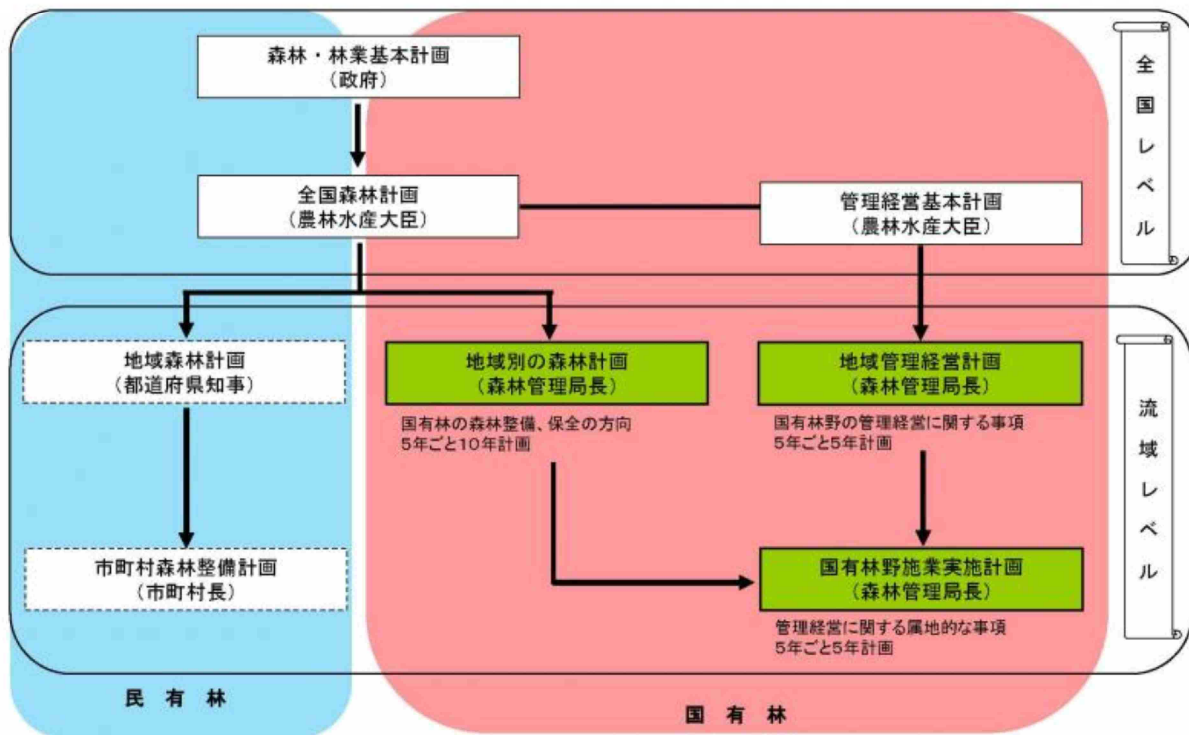 森林・林業基本計画
（政府）
全国レベル
全国森林計画
（農林水産大臣）
管理経営基本計画
（農林水産大臣）
地域森林計画
（都道府県知事）
地域別の森林計画
（森林管理局長）
国有林の森林整備、保全の方向
5年ごと10年計画
地域管理経営計画
（森林管理局長）
国有林野の管理経営に関する事項
5年ごと5年計画
流域レベル
市町村森林整備計画
（市町村長）
国有林野施業実施計画
（森林管理局長）
管理経営に関する属地的な事項
5年ごと5年計画
民有林
国有林